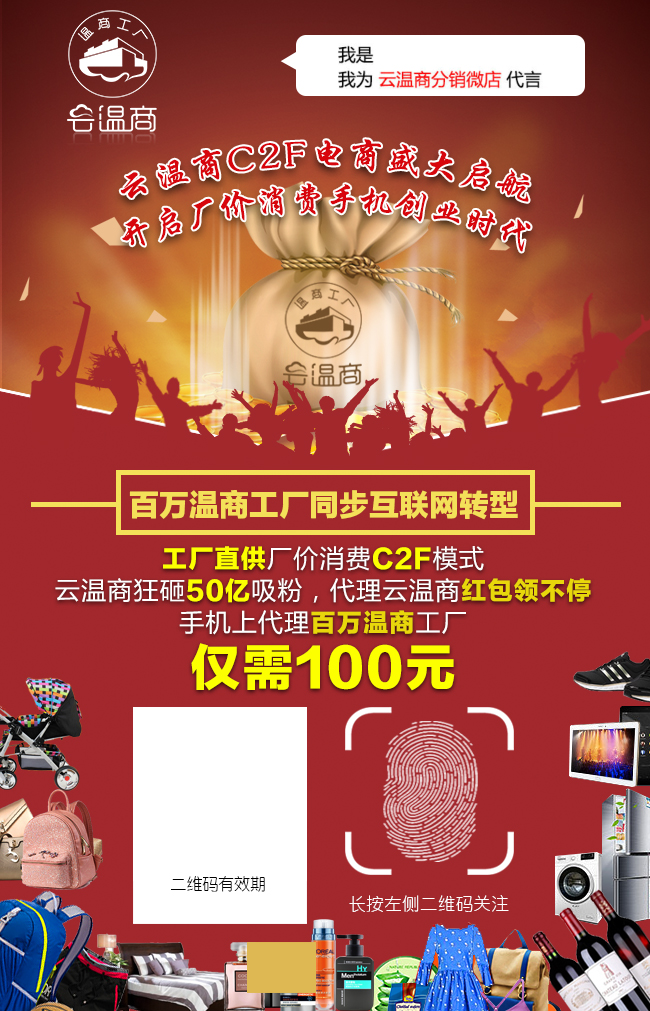 温商工厂
云温商
我是
我为 云温商分销微店 代言
云温商C2F电商盛大启航
开启厂价消费手机创业时代
温商工厂
云温商
百万温商工厂同步互联网转型
工厂直供厂价消费C2F模式
云温商狂砸50亿吸粉，代理云温商红包领不停
手机上代理百万温商工厂
仅需100元
二维码有效期
长按左侧二维码关注
Hy
Men